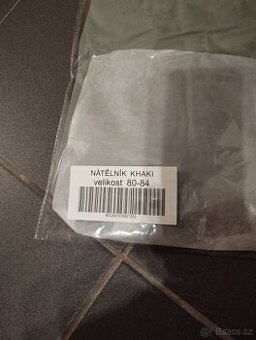 NÁTĚLNÍK KHAKI
velikost 80-84
Bazos.cz